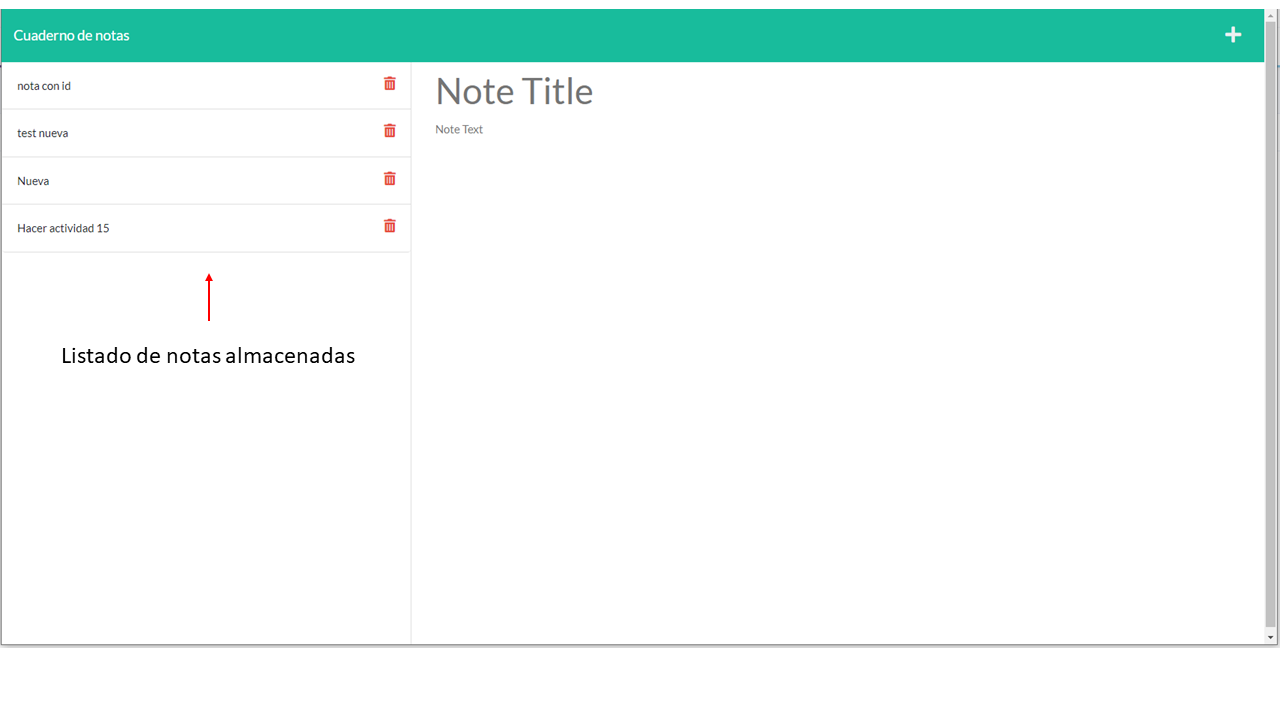 Cuaderno de notas
nota con id
test nueva
Nueva
Hacer actividad 15
Listado de notas almacenadas
Note Title
Note Text